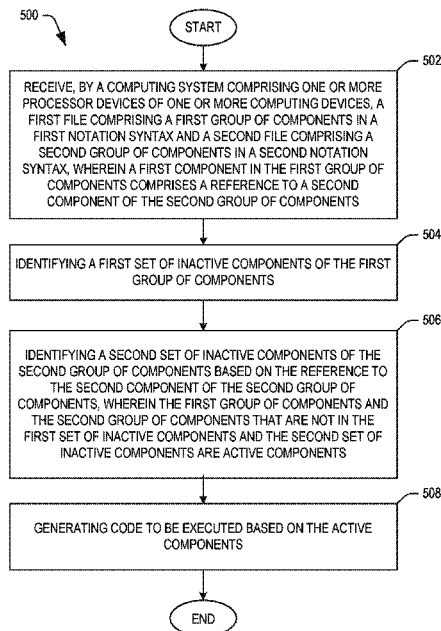 500
START
502
RECEIVE, BY A COMPUTING SYSTEM COMPRISING ONE OR MORE
PROCESSOR DEVICES OF ONE OR MORE COMPUTING DEVICES, A
FIRST FILE COMPRISING A FIRST GROUP OF COMPONENTS IN A
FIRST NOTATION SYNTAX AND A SECOND FILE COMPRISING A
SECOND GROUP OF COMPONENTS IN A SECOND NOTATION
SYNTAX, WHEREIN A FIRST COMPONENT IN THE FIRST GROUP OF
COMPONENTS COMPRISES A REFERENCE TO A SECOND
COMPONENT OF THE SECOND GROUP OF COMPONENTS
504
IDENTIFYING A FIRST SET OF INACTIVE COMPONENTS OF THE FIRST
GROUP OF COMPONENTS
506
IDENTIFYING A SECOND SET OF INACTIVE COMPONENTS OF THE
SECOND GROUP OF COMPONENTS BASED ON THE REFERENCE TO
THE SECOND COMPONENT OF THE SECOND GROUP OF
COMPONENTS, WHEREIN THE FIRST GROUP OF COMPONENTS AND
THE SECOND GROUP OF COMPONENTS THAT ARE NOT IN THE
FIRST SET OF INACTIVE COMPONENTS AND THE SECOND SET OF
INACTIVE COMPONENTS ARE ACTIVE COMPONENTS
508
GENERATING CODE TO BE EXECUTED BASED ON THE ACTIVE
COMPONENTS
END